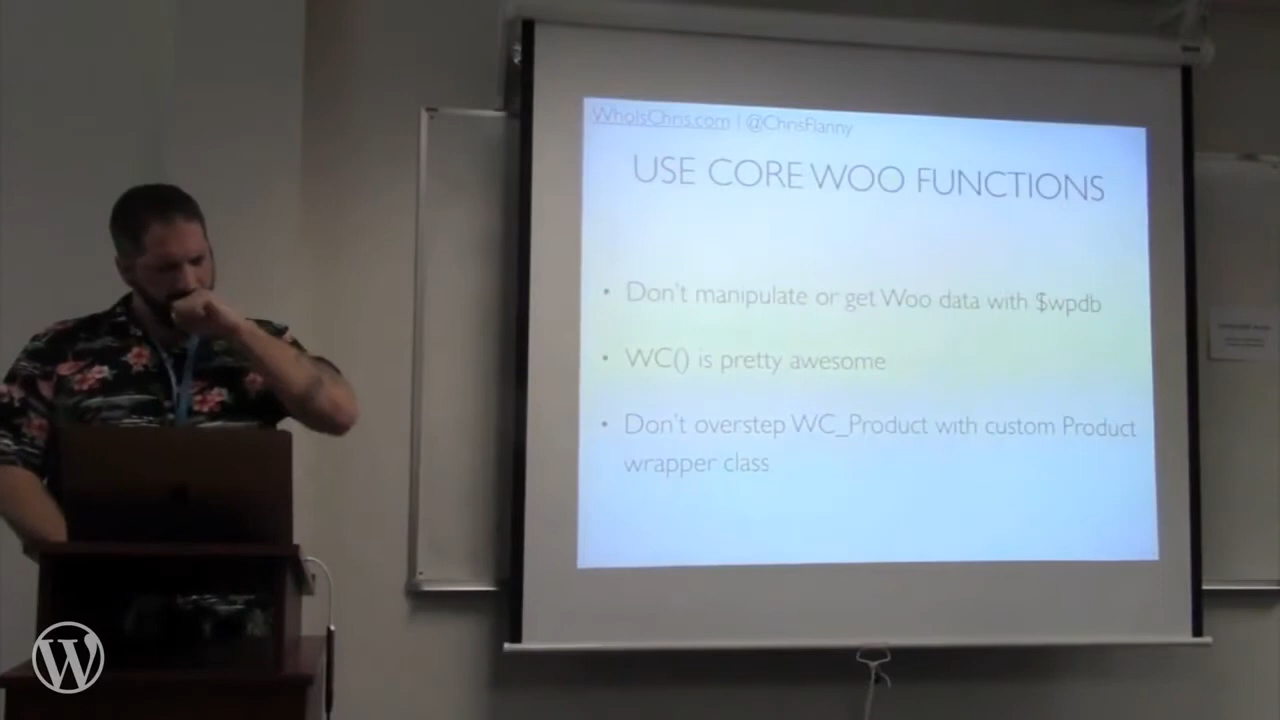 WhoIsChris.com | @ChrisFlanny
USE CORE WOO FUNCTIONS
• Don't manipulate or get Woo data with $wpdb
• WC() is pretty awesome
• Don't overstep WC_Product with custom Product
wrapper class